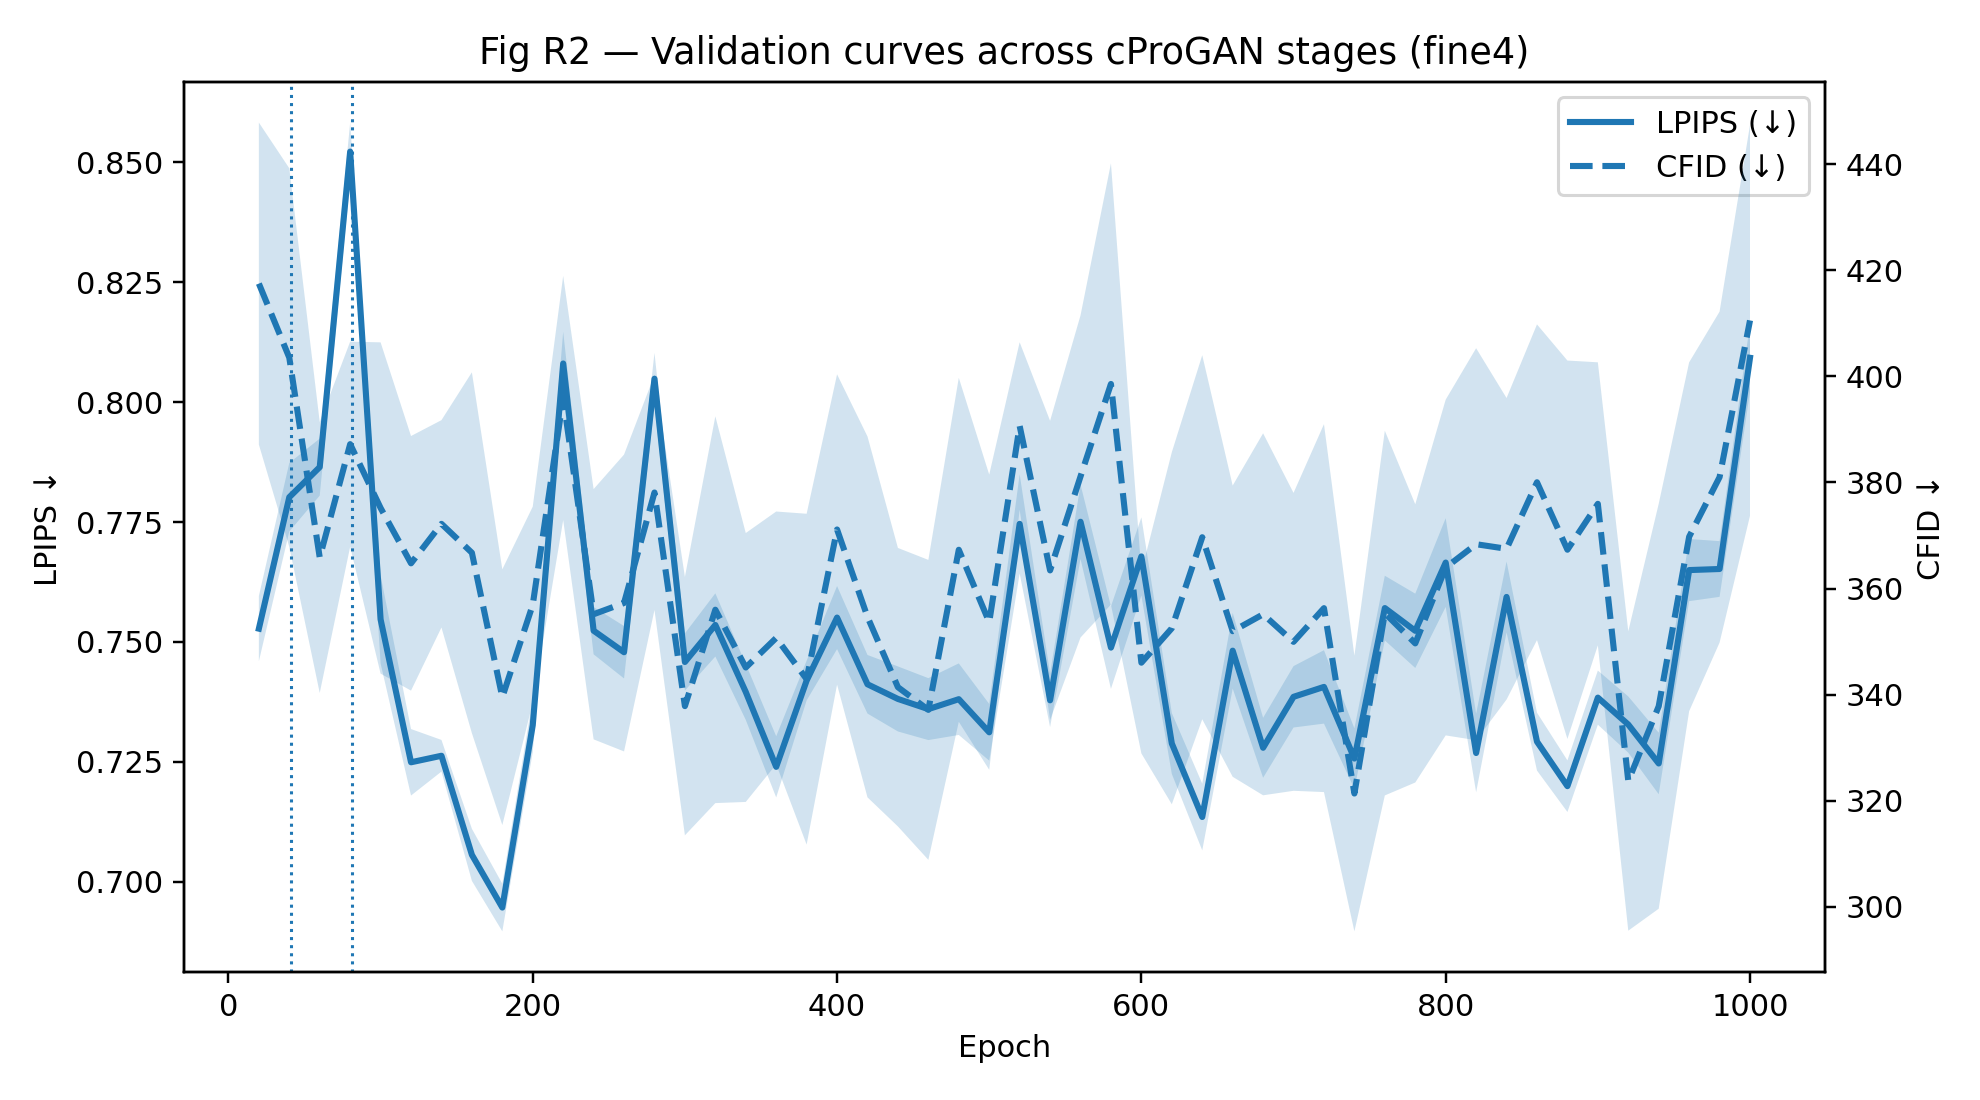 Fig R2 — Validation curves across cProGAN stages (fine4)
LPIPS (↓)
CFID (↓)
LPIPS ↓
0.850
0.825
0.800
0.775
0.750
0.725
0.700
440
420
400
380
360
340
320
300
CFID ↓
0 200 400 600 800 1000
Epoch